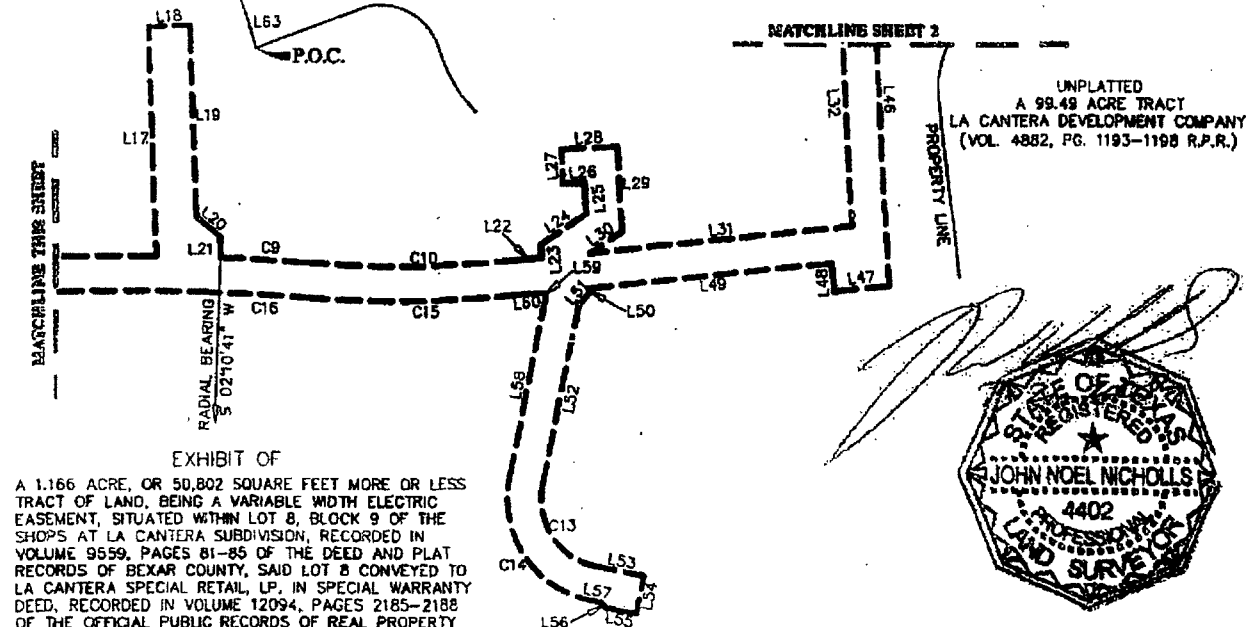 L18
L63
P.O.C.
MATCHLINE SHEET 2
UNPLATTED
A 99.49 ACRE TRACT
LA CANTERA DEVELOPMENT COMPANY
(VOL. 4882, PG. 1193-1198 R.P.R.)
L17
L19
L32
L46
PROPERTY LINE
L28
L27
L26
L25
L29
MATCHLINE THIS SHEET
L20
L21
C9
C10
L22
L24
L23
L30
L31
L59
C16
C15
L60
L51
L50
L49
L48
L47
RADIAL BEARING
S 02°10'41" W
L58
L52
EXHIBIT OF
A 1.166 ACRE, OR 50,802 SQUARE FEET MORE OR LESS
TRACT OF LAND, BEING A VARIABLE WIDTH ELECTRIC
EASEMENT, SITUATED WITHIN LOT 8, BLOCK 9 OF THE
SHOPS AT LA CANTERA SUBDIVISION, RECORDED IN
VOLUME 9559, PAGES 81-85 OF THE DEED AND PLAT
RECORDS OF BEXAR COUNTY, SAID LOT 8 CONVEYED TO
LA CANTERA SPECIAL RETAIL, LP, IN SPECIAL WARRANTY
DEED, RECORDED IN VOLUME 12094, PAGES 2185-2188
OF THE OFFICIAL PUBLIC RECORDS OF REAL PROPERTY
C13
C14
L53
L54
L57
L56
L55
STATE OF TEXAS
REGISTERED
JOHN NOEL NICHOLLS
4402
PROFESSIONAL
LAND SURVEYOR